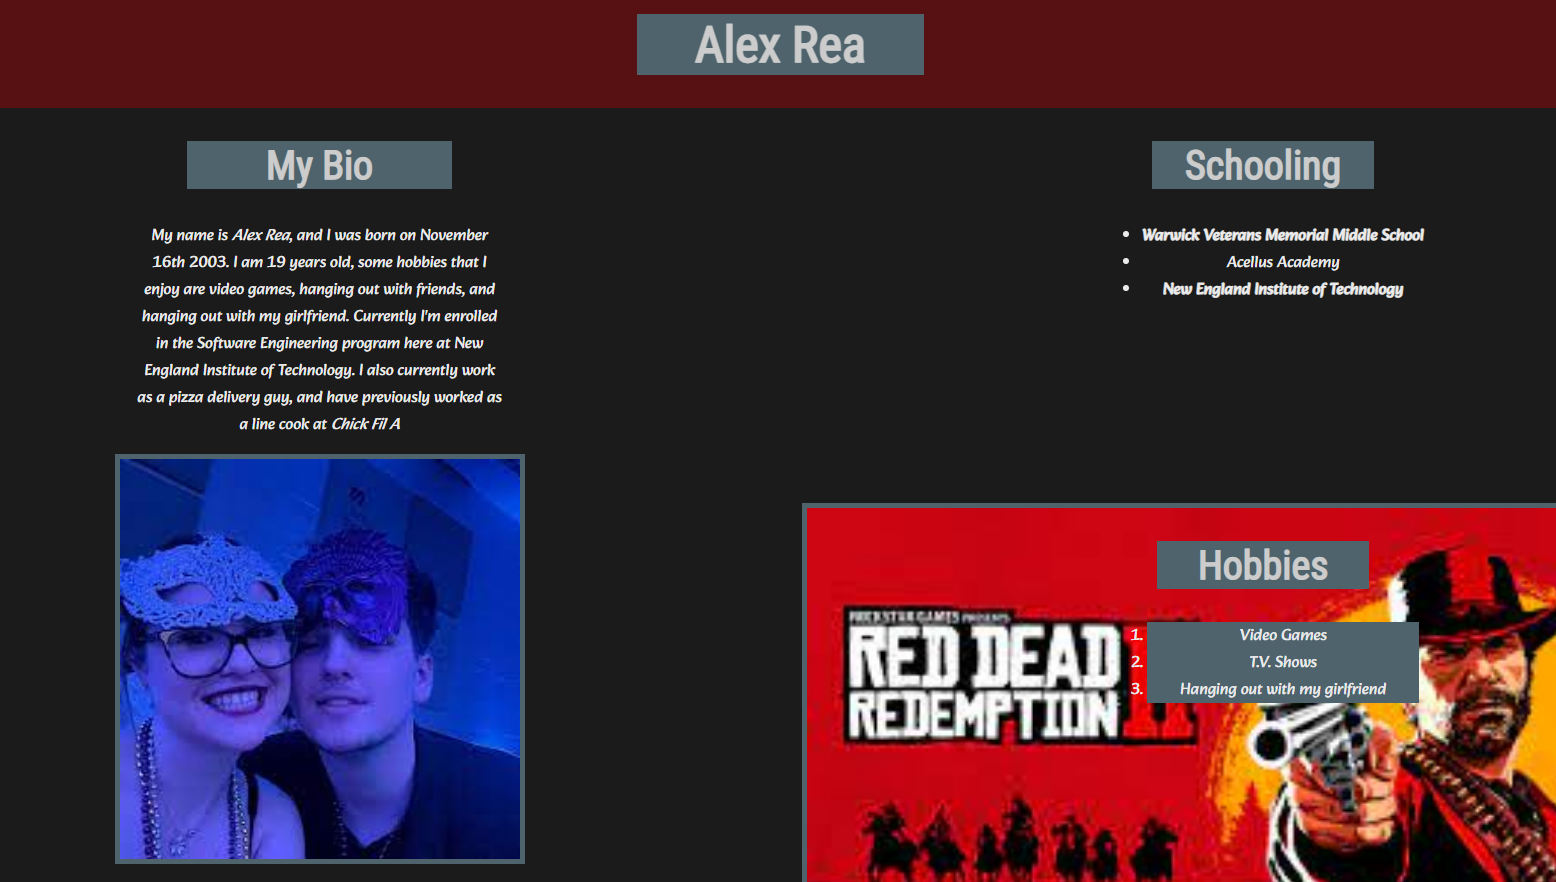 Alex Rea
My Bio
My name is Alex Rea, and I was born on November
16th 2003. I am 19 years old, some hobbies that I
enjoy are video games, hanging out with friends, and
hanging out with my girlfriend. Currently I'm enrolled
in the Software Engineering program here at New
England Institute of Technology. I also currently work
as a pizza delivery guy, and have previously worked as
a line cook at Chick Fil A
Schooling
• Warwick Veterans Memorial Middle School
• Acellus Academy
• New England Institute of Technology
Hobbies
1. Video Games
2. T.V. Shows
3. Hanging out with my girlfriend
ROCKSTAR GAMES PRESENTS
RED DEAD
REDEMPTION II